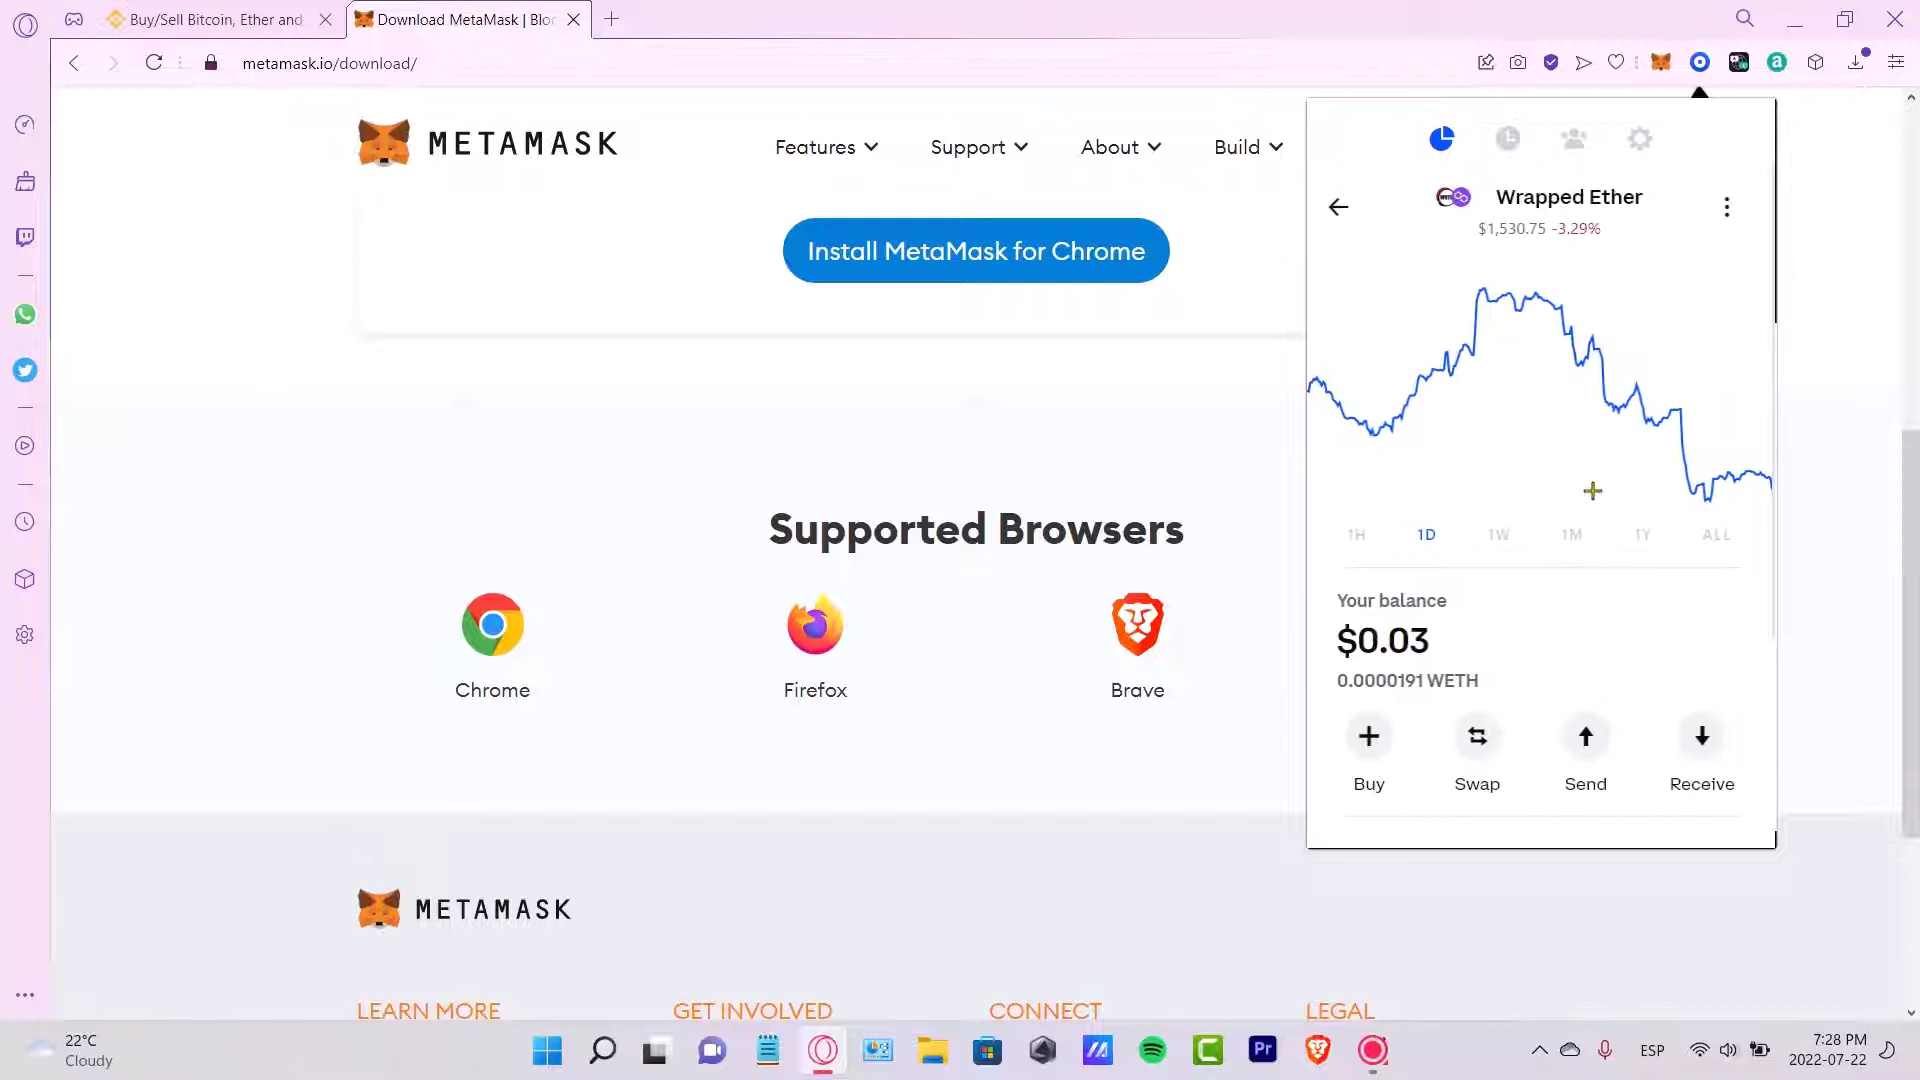 Buy/Sell Bitcoin, Ether and
Download MetaMask | Bloc
metamask.io/download/
METAMASK
Features
Support
About
Build
Install MetaMask for Chrome
Supported Browsers
Chrome
Firefox
Brave
METAMASK
LEARN MORE
GET INVOLVED
CONNECT
LEGAL
Wrapped Ether
$1,530.75 -3.29%
1H
1D
1W
1M
1Y
ALL
Your balance
$0.03
0.0000191 WETH
Buy
Swap
Send
Receive
22°C
Cloudy
Pr
ESP
7:28 PM
2022-07-22